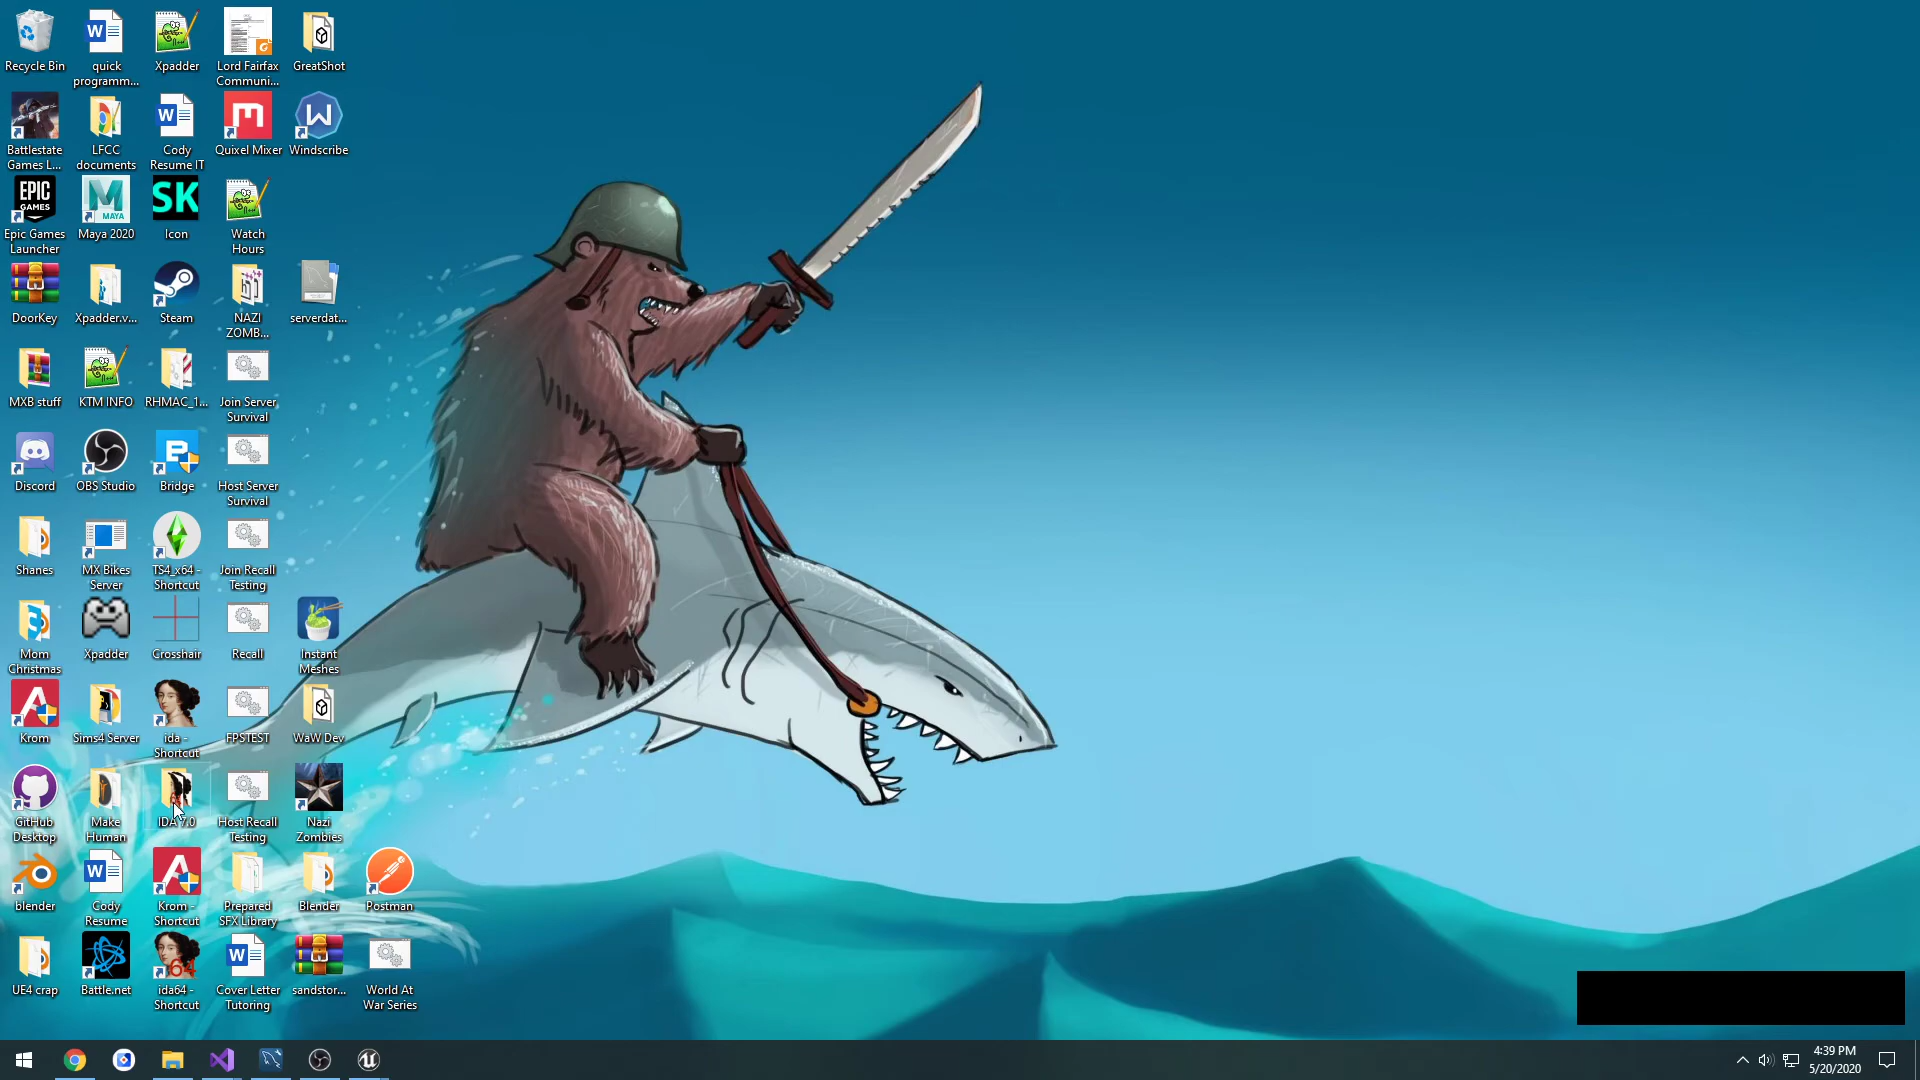 Recycle Bin
quick
programm...
Xpadder
Lord Fairfax
Communi...
GreatShot
Battlestate
Games L...
LFCC
documents
Cody
Resume IT
Quixel Mixer
Windscribe
EPIC
GAMES
Epic Games
Launcher
MAYA
Maya 2020
SK
Icon
Watch
Hours
DoorKey
Xpadder.v...
Steam
NAZI
ZOMB...
serverdat...
MXB stuff
KTM INFO
RHMAC_1...
Join Server
Survival
Discord
OBS Studio
Bridge
Host Server
Survival
Shanes
MX Bikes
Server
TS4_x64 -
Shortcut
Join Recall
Testing
Mom
Christmas
Xpadder
Crosshair
Recall
Instant
Meshes
Krom
Sims4 Server
ida -
Shortcut
FPSTEST
WaW Dev
GitHub
Desktop
Make
Human
IDA 7.0
Host Recall
Testing
Nazi
Zombies
blender
Cody
Resume
Krom -
Shortcut
Prepared
SFX Library
Blender
Postman
UE4 crap
Battle.net
64
ida64 -
Shortcut
Cover Letter
Tutoring
sandstor...
World At
War Series
4:39 PM
5/20/2020